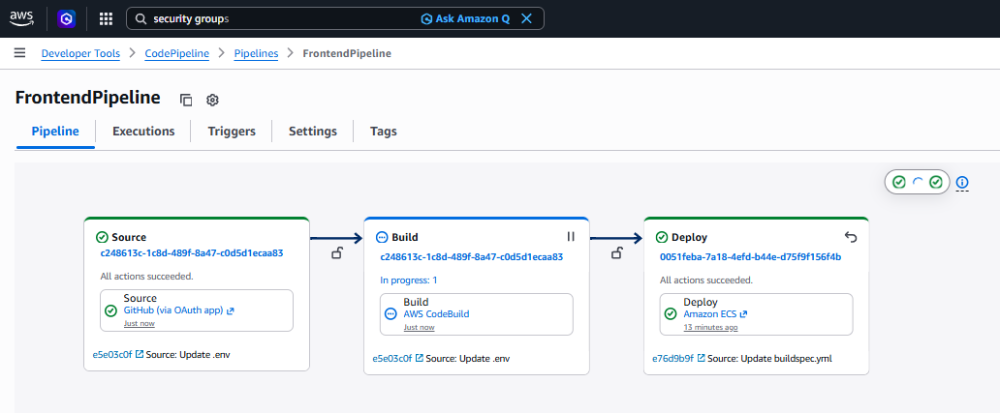 aws
security groups
Ask Amazon Q
Developer Tools > CodePipeline > Pipelines > FrontendPipeline
FrontendPipeline
Pipeline
Executions
Triggers
Settings
Tags
Source
c248613c-1c8d-489f-8a47-c0d5d1ecaa83
All actions succeeded.
Source
GitHub (via OAuth app)
Just now
e5e03c0f Source: Update .env
Build
c248613c-1c8d-489f-8a47-c0d5d1ecaa83
In progress: 1
Build
AWS CodeBuild
Just now
e5e03c0f Source: Update .env
Deploy
0051feba-7a18-4efd-b44e-d75f9f156f4b
All actions succeeded.
Deploy
Amazon ECS
13 minutes ago
e76d9b9f Source: Update buildspec.yml